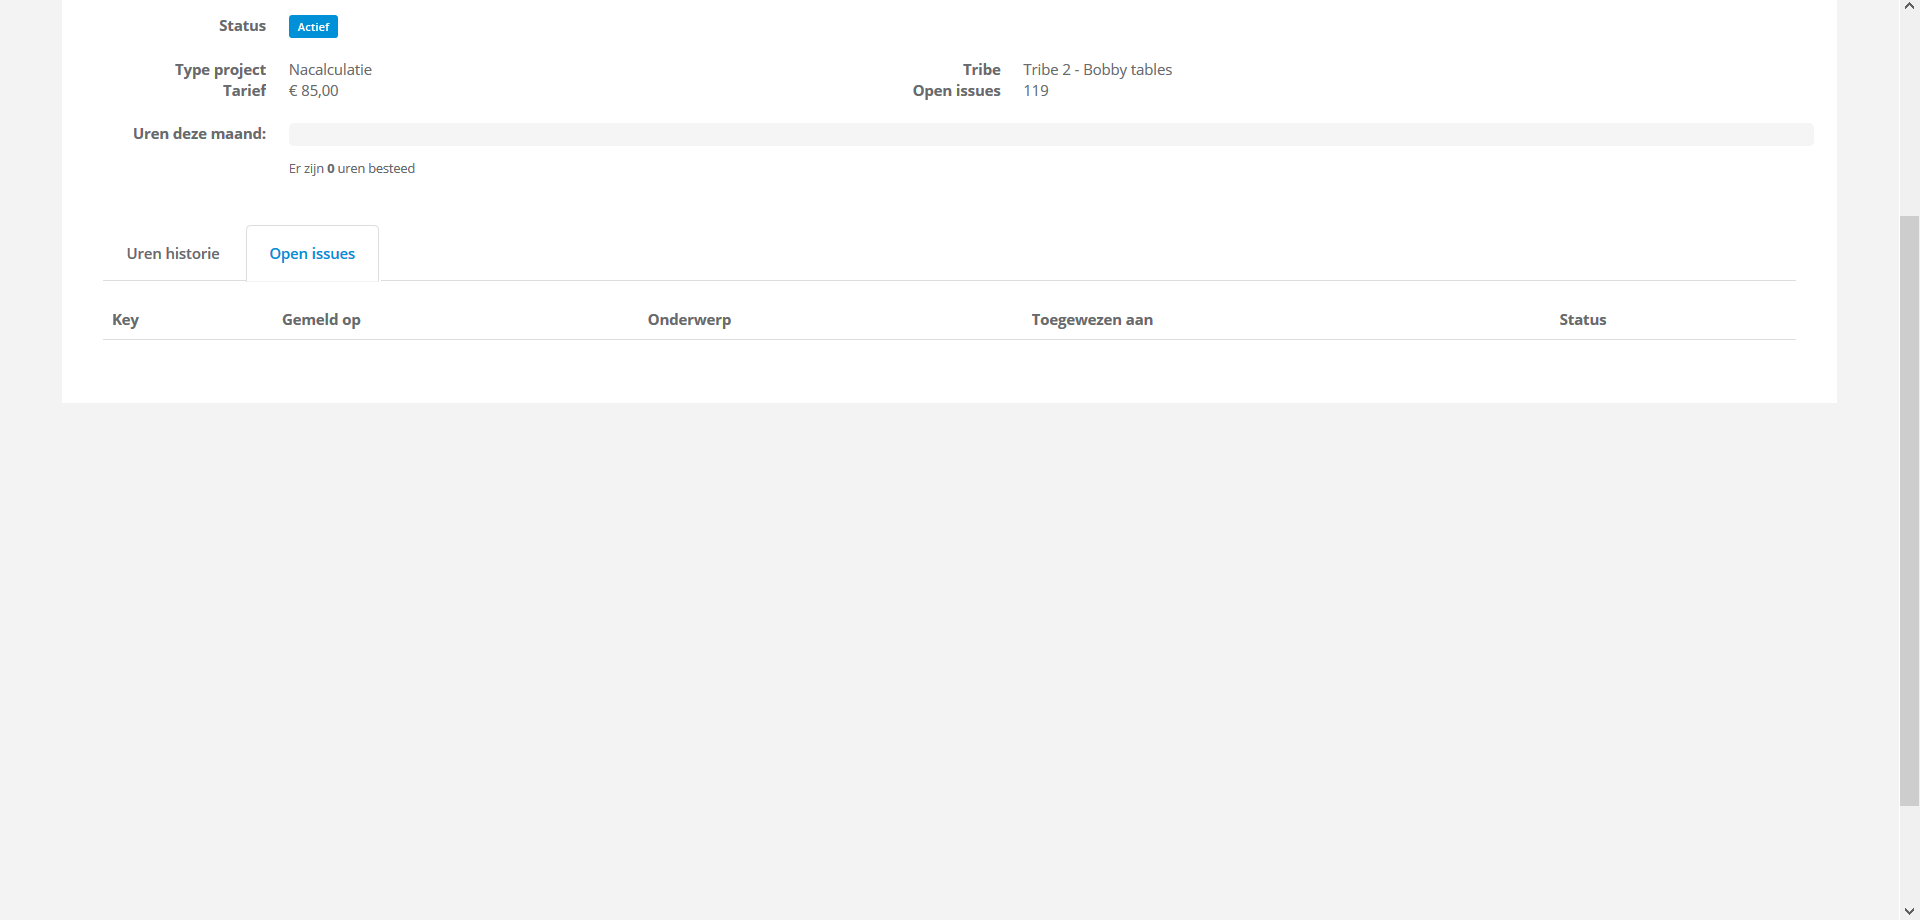 Status Actief
Type project Nacalculatie Tribe Tribe 2 - Bobby tables
Tarief € 85,00 Open issues 119
Uren deze maand:
Er zijn 0 uren besteed
Uren historie Open issues
Key Gemeld op Onderwerp Toegewezen aan Status